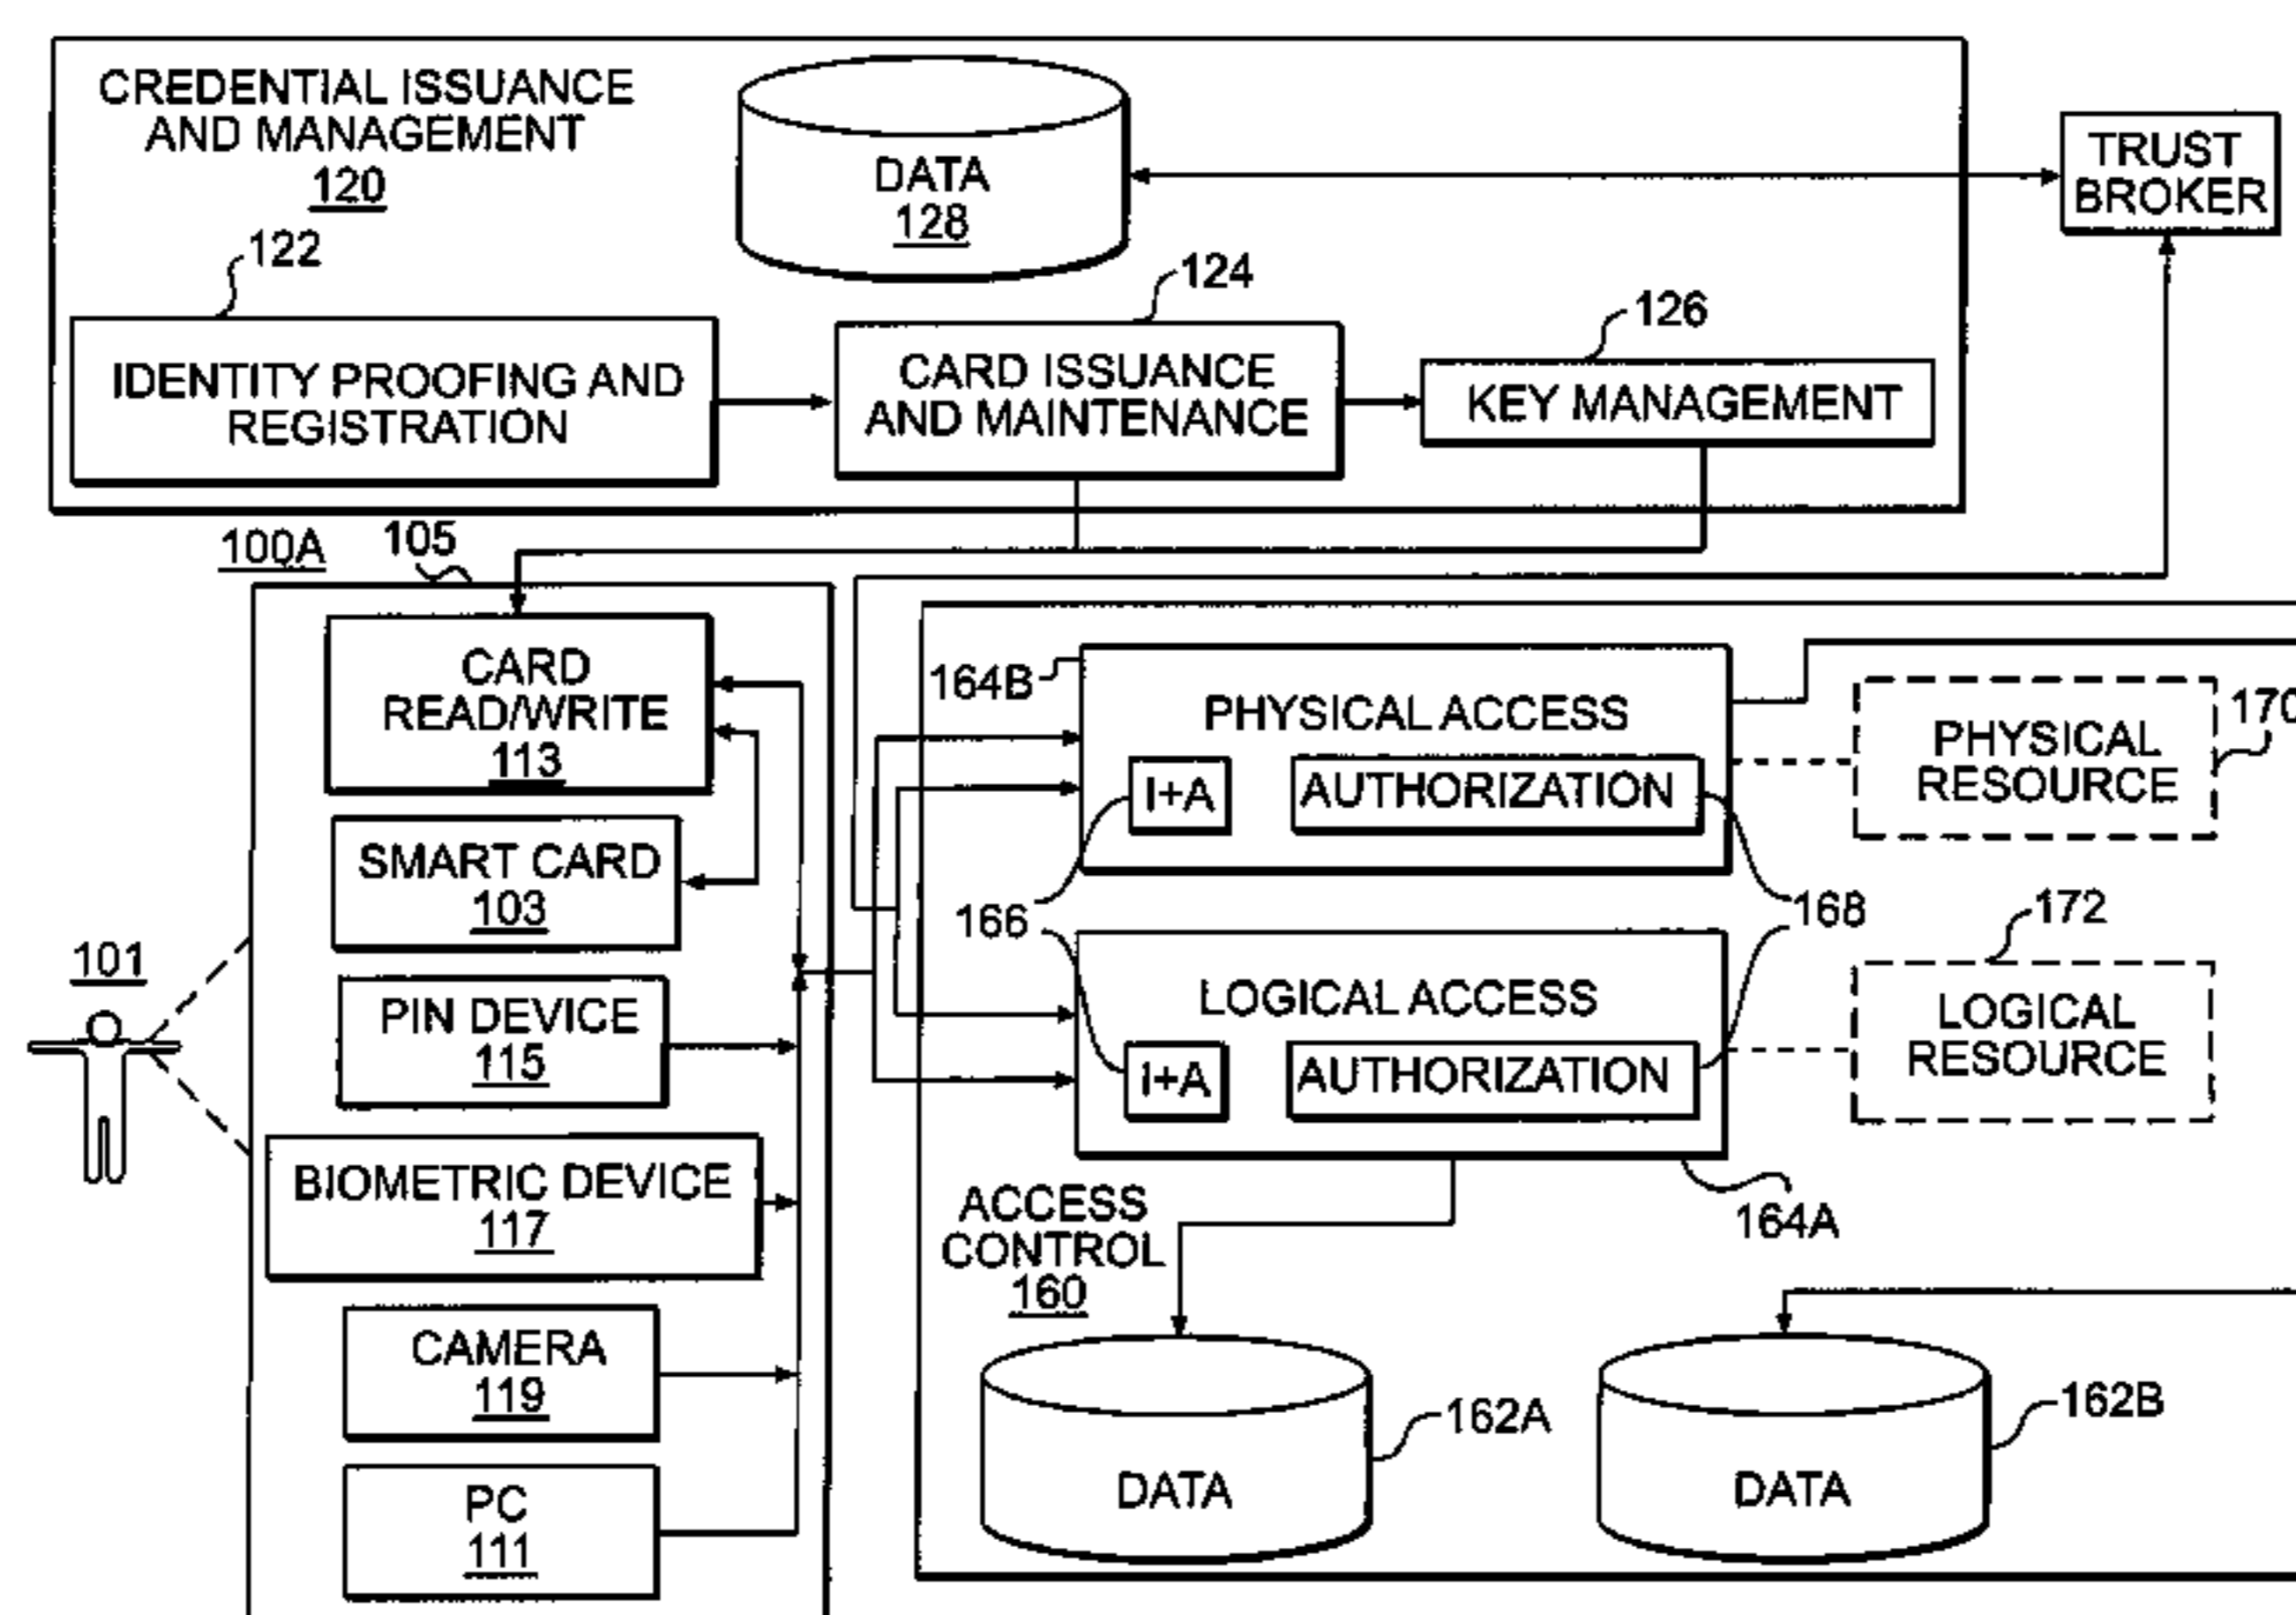 CREDENTIAL ISSUANCE
AND MANAGEMENT
120
DATA
128
TRUST
BROKER
122
124
126
IDENTITY PROOFING AND
REGISTRATION
CARD ISSUANCE
AND MAINTENANCE
KEY MANAGEMENT
100A
105
CARD
READ/WRITE
113
SMART CARD
103
101
PIN DEVICE
115
BIOMETRIC DEVICE
117
CAMERA
119
PC
111
164B
PHYSICAL ACCESS
I+A
AUTHORIZATION
PHYSICAL
RESOURCE
170
166
168
172
LOGICAL ACCESS
I+A
AUTHORIZATION
LOGICAL
RESOURCE
164A
ACCESS
CONTROL
160
DATA
162A
DATA
162B